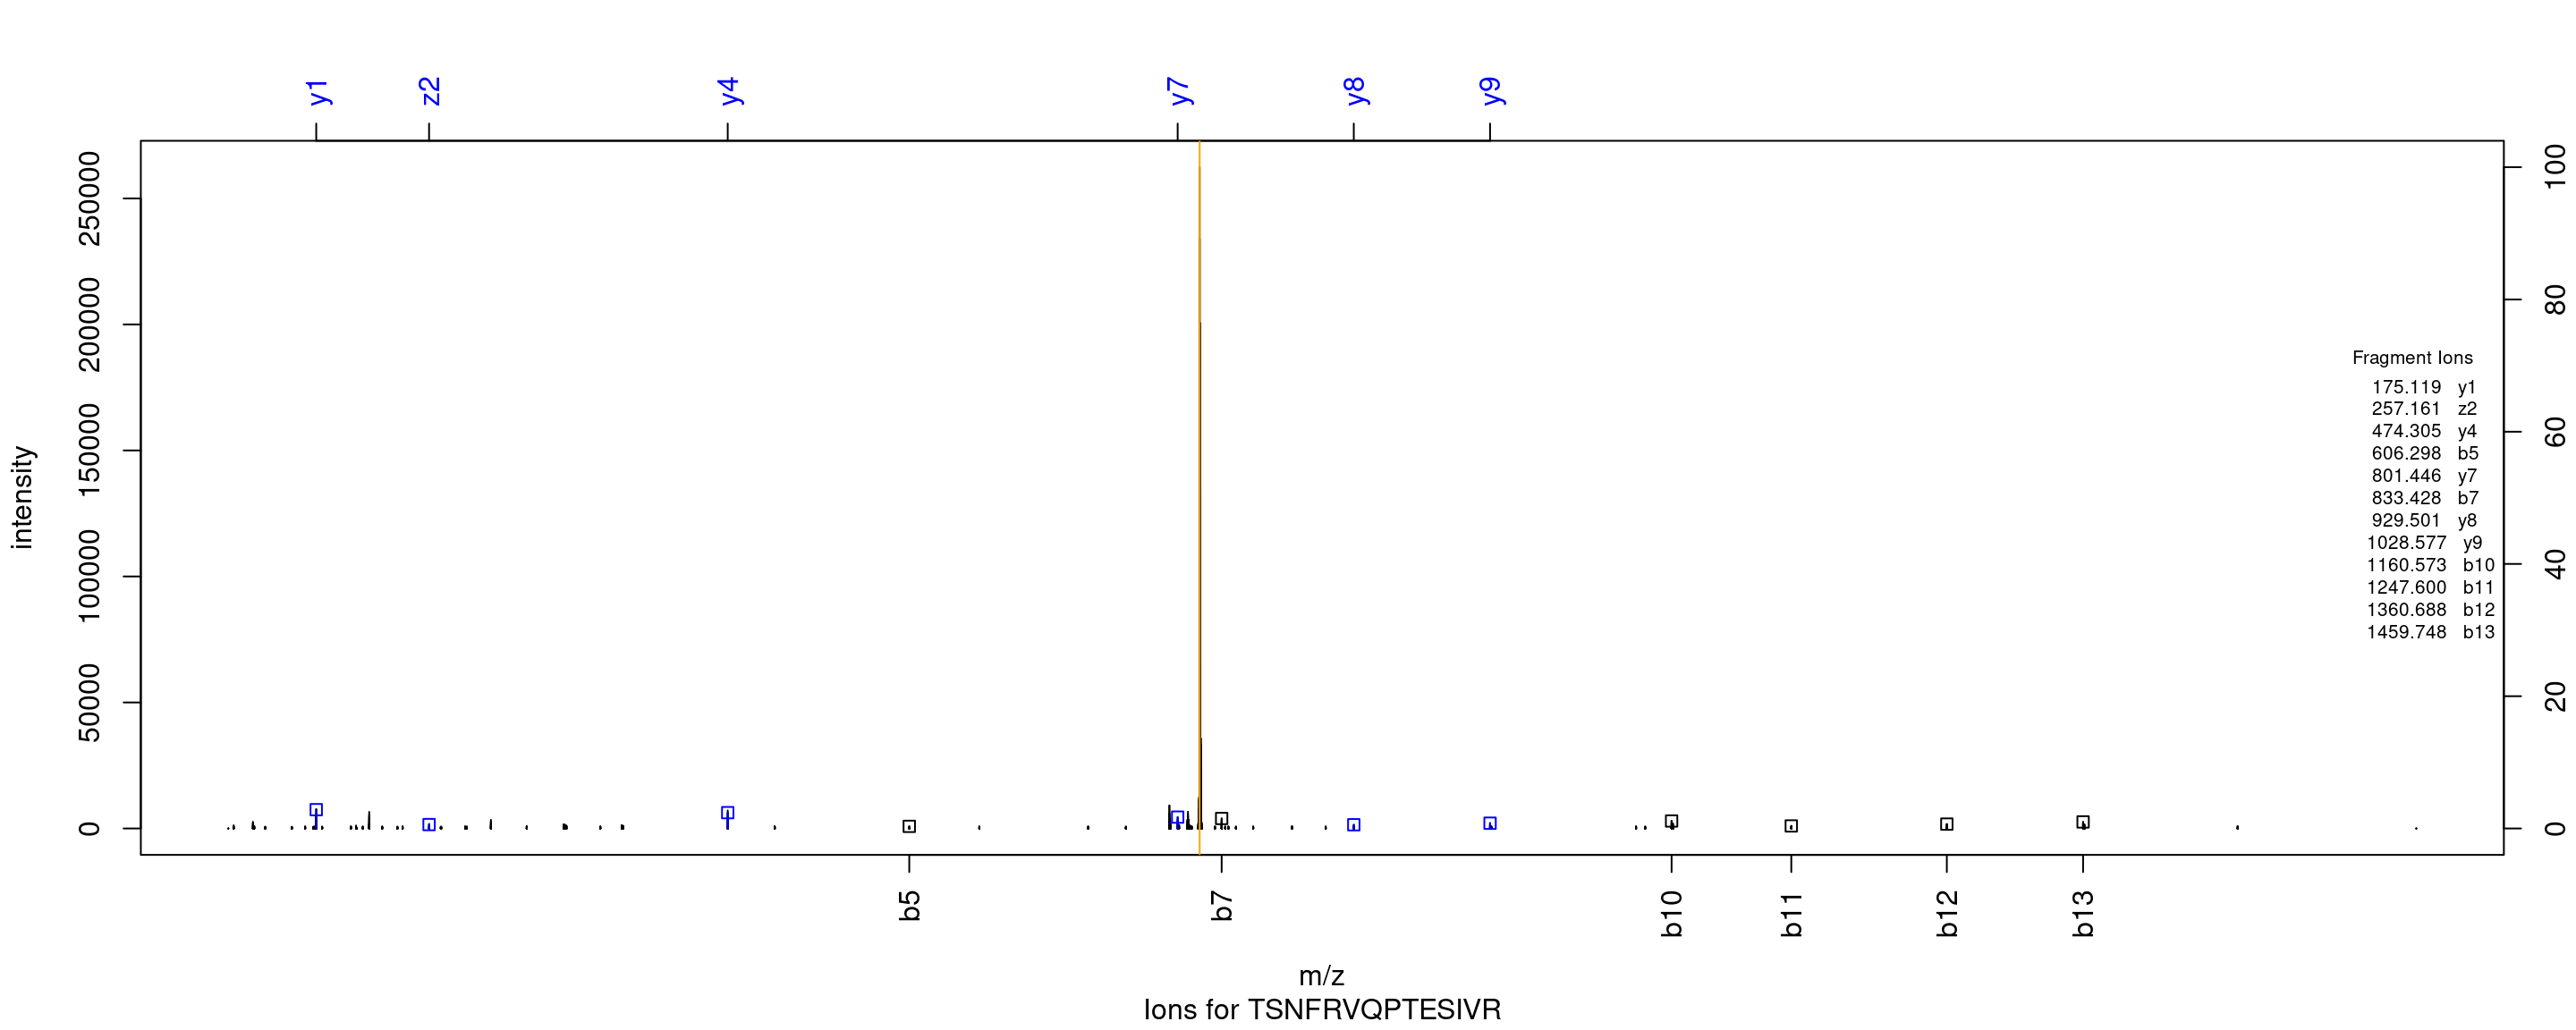 y1 z2 y4 y7 y8 y9
250000
200000
150000
100000
50000
0
intensity
100
80
60
40
20
0
Fragment Ions
175.119 y1
257.161 z2
474.305 y4
606.298 b5
801.446 y7
833.428 b7
929.501 y8
1028.577 y9
1160.573 b10
1247.600 b11
1360.688 b12
1459.748 b13
b5 b7 b10 b11 b12 b13
m/z
Ions for TSNFRVQPTESIVR